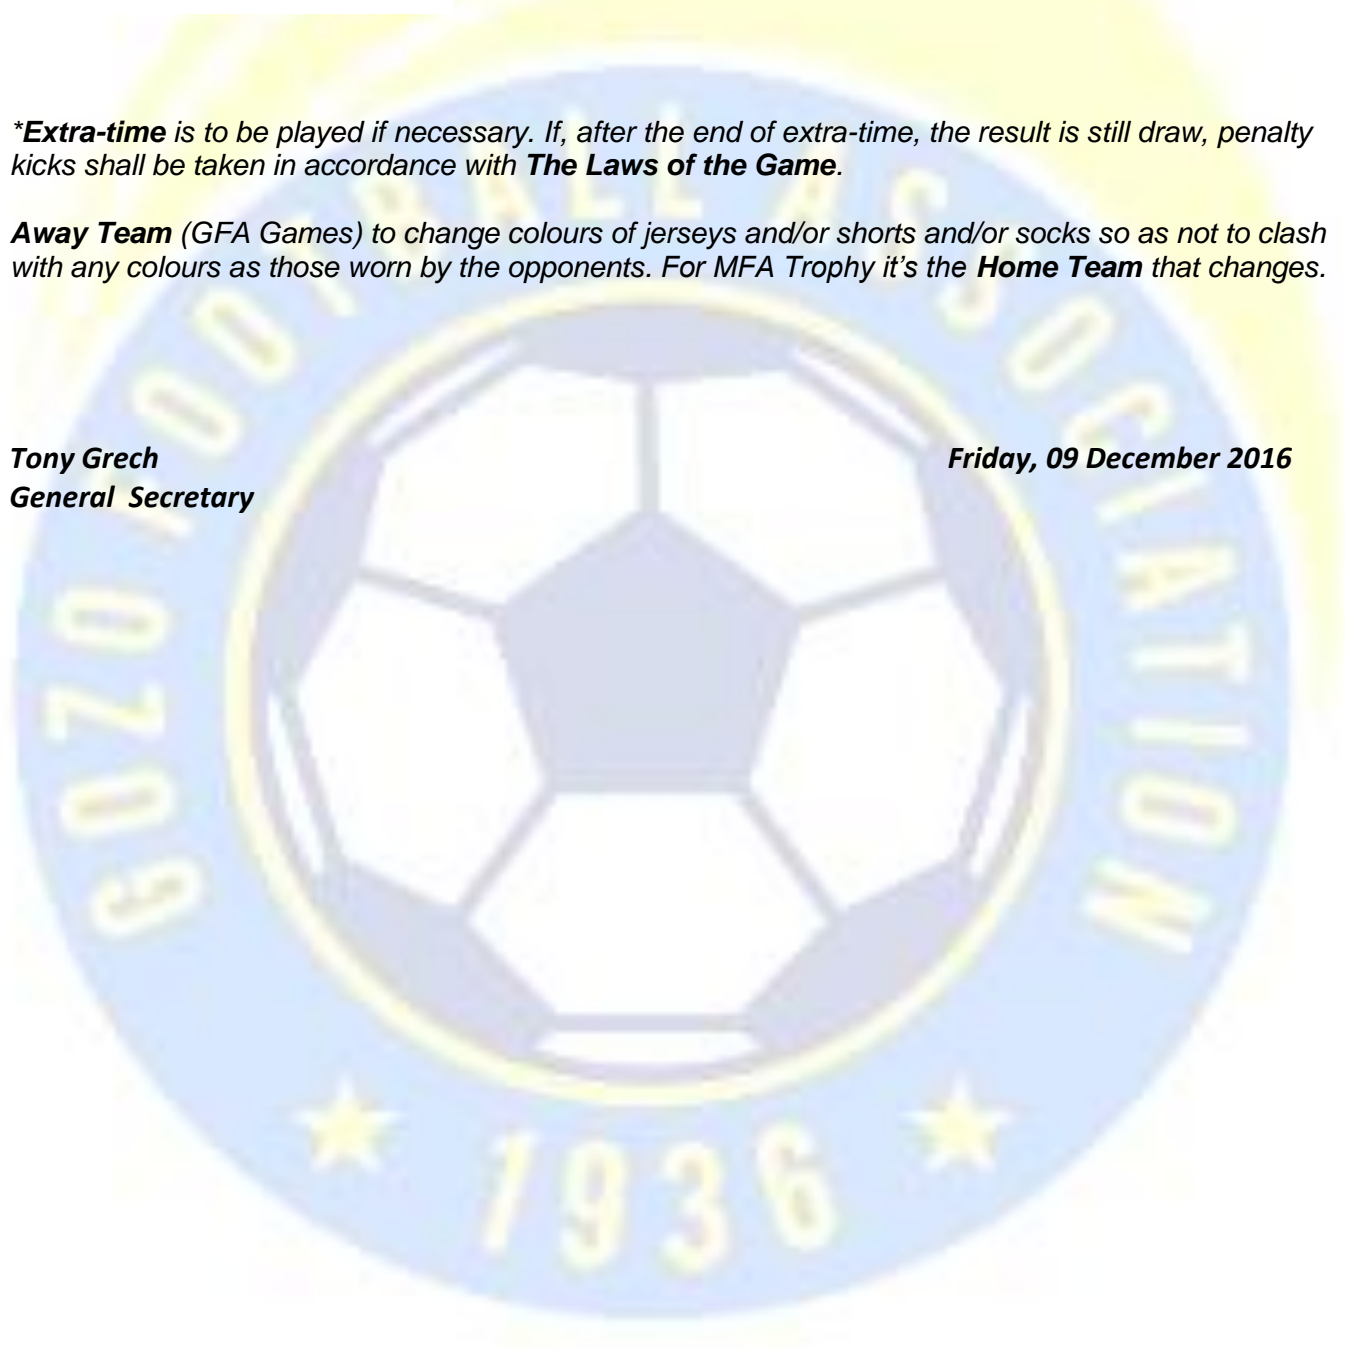 *Extra-time is to be played if necessary. If, after the end of extra-time, the result is still draw, penalty
kicks shall be taken in accordance with The Laws of the Game.
Away Team (GFA Games) to change colours of jerseys and/or shorts and/or socks so as not to clash
with any colours as those worn by the opponents. For MFA Trophy it's the Home Team that changes.
Tony Grech Friday, 09 December 2016
General Secretary
GOZO FOOTBALL ASSOCIATION
1936